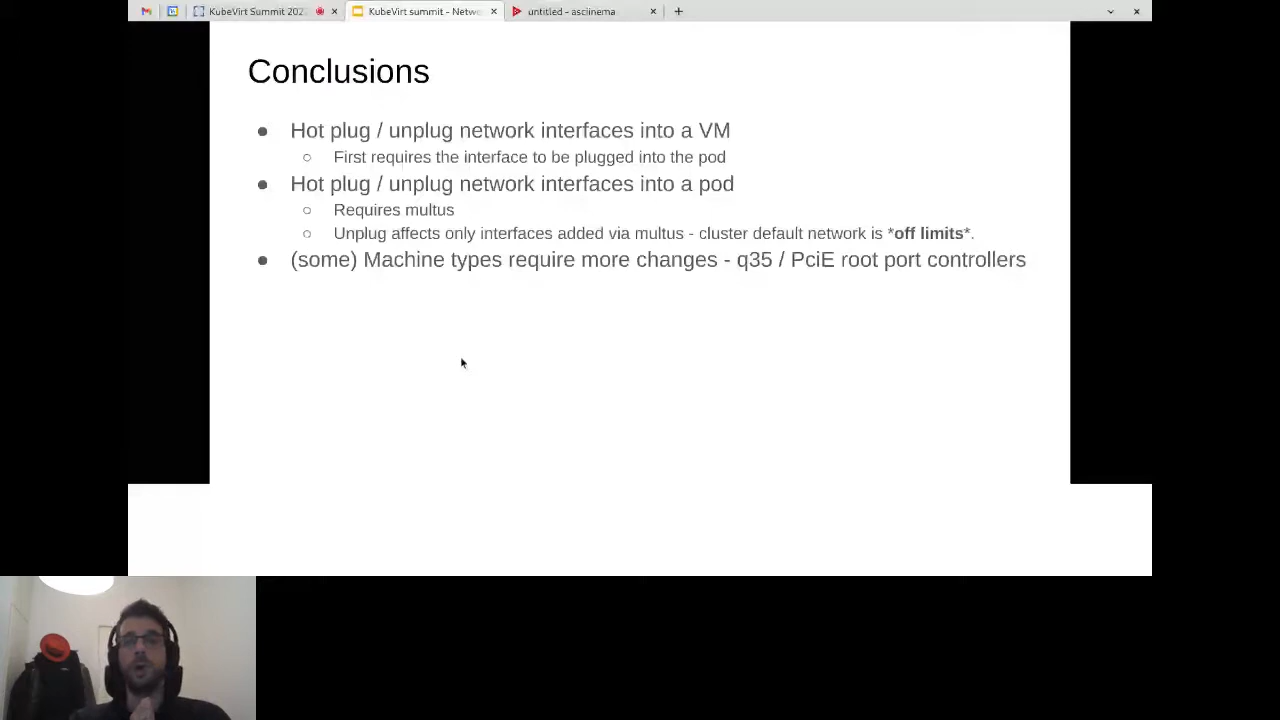 KubeVirt Summit 202
KubeVirt summit - Netwo
untitled - asciinema
Conclusions
● Hot plug / unplug network interfaces into a VM
○ First requires the interface to be plugged into the pod
● Hot plug / unplug network interfaces into a pod
○ Requires multus
○ Unplug affects only interfaces added via multus - cluster default network is *off limits*.
● (some) Machine types require more changes - q35 / PciE root port controllers